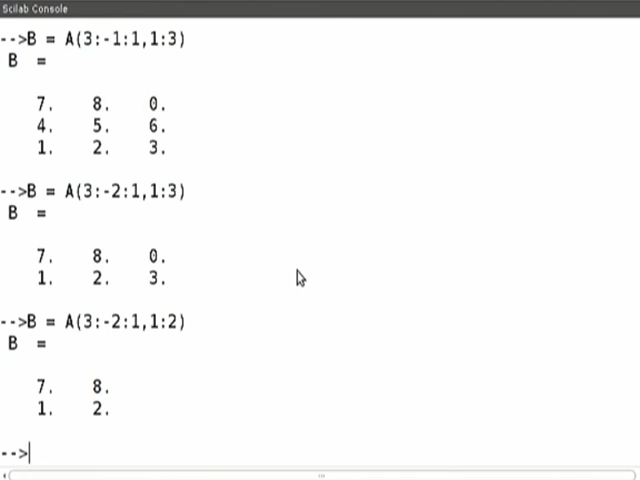 Scilab Console
-->B = A(3:-1:1,1:3)
B =
7. 8. 0.
4. 5. 6.
1. 2. 3.
-->B = A(3:-2:1,1:3)
B =
7. 8. 0.
1. 2. 3.
-->B = A(3:-2:1,1:2)
B =
7. 8.
1. 2.
-->